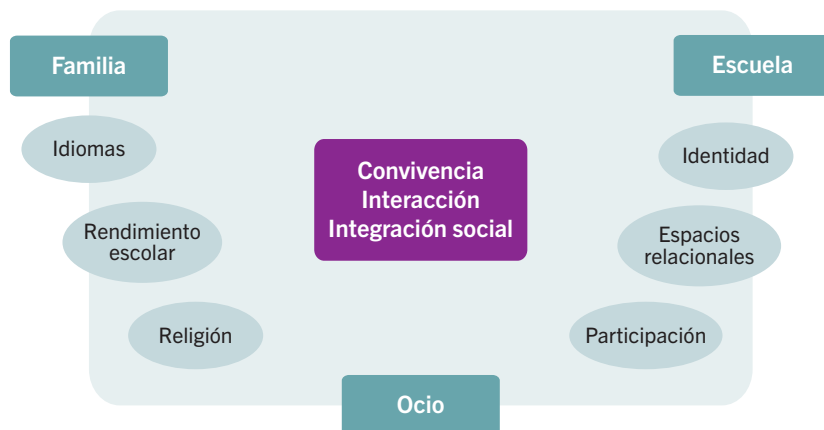 Familia
Escuela
Idiomas
Identidad
Convivencia
Interacción
Integración social
Rendimiento
escolar
Espacios
relacionales
Religión
Participación
Ocio